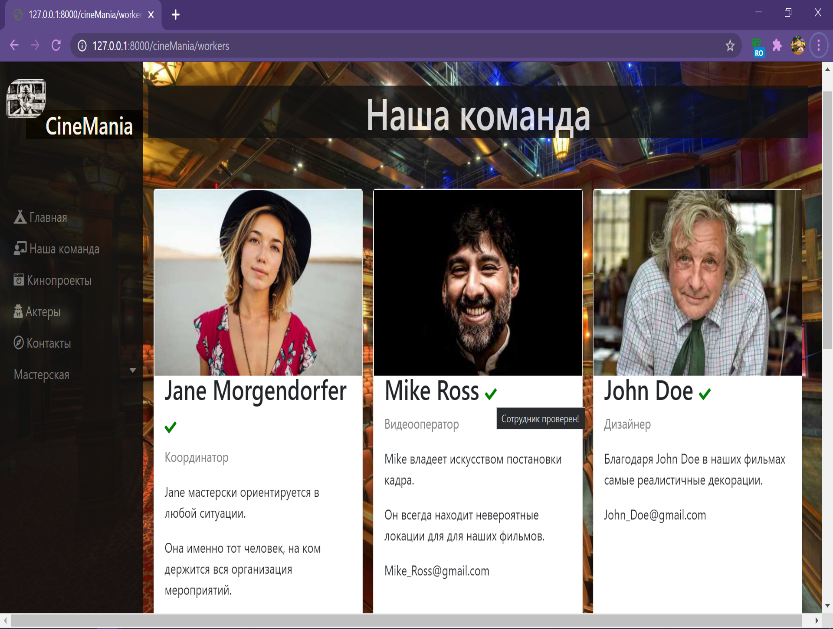 127.0.0.1:8000/cineMania/worke
127.0.0.1:8000/cineMania/workers
RO
CineMania
Главная
Наша команда
Кинопроекты
Актеры
Контакты
Мастерская
Наша команда
Jane Morgendorfer
Координатор
Jane мастерски ориентируется в
любой ситуации.
Она именно тот человек, на ком
держится вся организация
мероприятий.
Mike Ross
Сотрудник проверен!
Видеооператор
Mike владеет искусством постановки
кадра.
Он всегда находит невероятные
локации для для наших фильмов.
Mike_Ross@gmail.com
John Doe
Дизайнер
Благодаря John Doe в наших фильмах
самые реалистичные декорации.
John_Doe@gmail.com